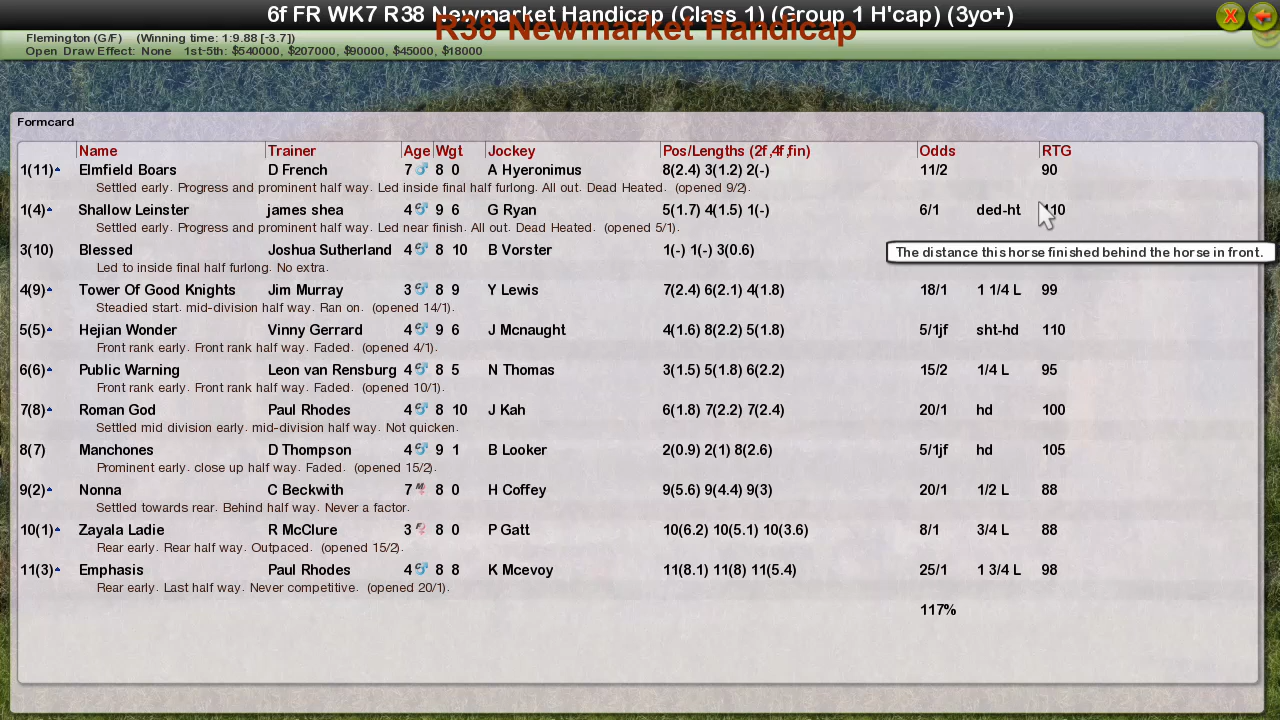 6f FR WK7 R38 Newmarket Handicap (Class 1) (Group 1 H'cap) (3yo+)
R38 Newmarket Handicap
Flemington (G/F) (Winning time: 1:9.88 [-3.7])
Open Draw Effect: None 1st-5th: $540000, $207000, $90000, $45000, $18000
X
Formcard
Name Trainer Age Wgt Jockey Pos/Lengths (2f,4f,fin) Odds RTG
1(11) Elmfield Boars D French 7 8 0 A Hyeronimus 8(2.4) 3(1.2) 2(-) 11/2 90
Settled early. Progress and prominent half way. Led inside final half furlong. All out. Dead Heated. (opened 9/2).
1(4) Shallow Leinster james shea 4 9 6 G Ryan 5(1.7) 4(1.5) 1(-) 6/1 ded-ht 110
Settled early. Progress and prominent half way. Led near finish. All out. Dead Heated. (opened 5/1).
3(10) Blessed Joshua Sutherland 4 8 10 B Vorster 1(-) 1(-) 3(0.6)
The distance this horse finished behind the horse in front.
Led to inside final half furlong. No extra.
4(9) Tower Of Good Knights Jim Murray 3 8 9 Y Lewis 7(2.4) 6(2.1) 4(1.8) 18/1 1 1/4 L 99
Steadied start. mid-division half way. Ran on. (opened 14/1).
5(5) Hejian Wonder Vinny Gerrard 4 9 6 J Mcnaught 4(1.6) 8(2.2) 5(1.8) 5/1jf sht-hd 110
Front rank early. Front rank half way. Faded. (opened 4/1).
6(6) Public Warning Leon van Rensburg 4 8 5 N Thomas 3(1.5) 5(1.8) 6(2.2) 15/2 1/4 L 95
Front rank early. Front rank half way. Faded. (opened 10/1).
7(8) Roman God Paul Rhodes 4 8 10 J Kah 6(1.8) 7(2.2) 7(2.4) 20/1 hd 100
Settled mid division early. mid-division half way. Not quicken.
8(7) Manchones D Thompson 4 9 1 B Looker 2(0.9) 2(1) 8(2.6) 5/1jf hd 105
Prominent early. close up half way. Faded. (opened 15/2).
9(2) Nonna C Beckwith 7 8 0 H Coffey 9(5.6) 9(4.4) 9(3) 20/1 1/2 L 88
Settled towards rear. Behind half way. Never a factor.
10(1) Zayala Ladie R McClure 3 8 0 P Gatt 10(6.2) 10(5.1) 10(3.6) 8/1 3/4 L 88
Rear early. Rear half way. Outpaced. (opened 15/2).
11(3) Emphasis Paul Rhodes 4 8 8 K Mcevoy 11(8.1) 11(8) 11(5.4) 25/1 1 3/4 L 98
Rear early. Last half way. Never competitive. (opened 20/1).
117%